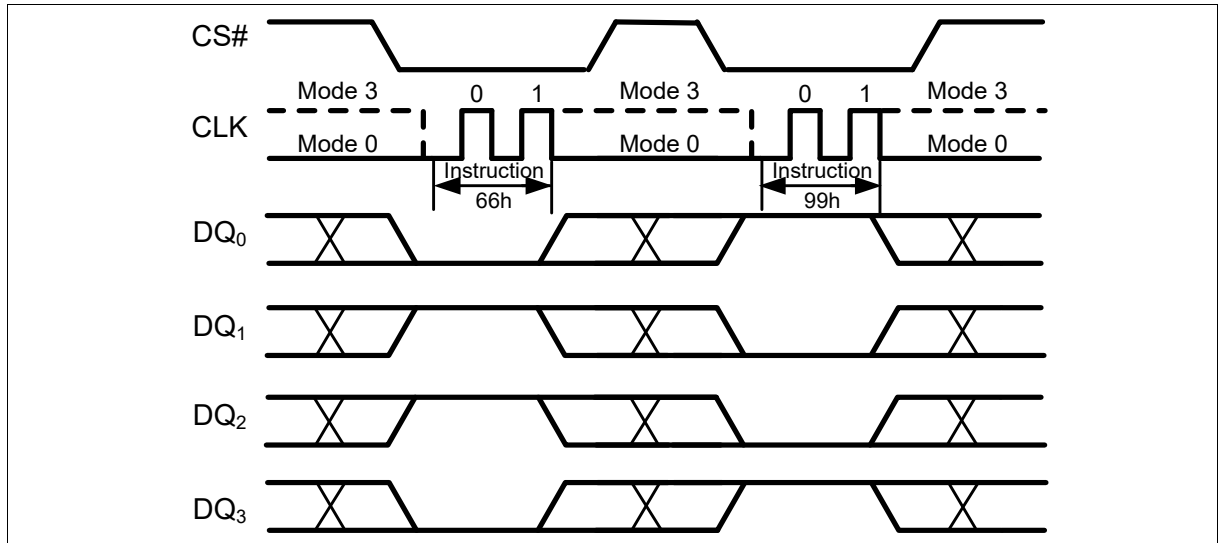 CS#
Mode 3 0 1 Mode 3 0 1 Mode 3
CLK
Mode 0 Mode 0 Mode 0
Instruction Instruction
66h 99h
DQ0
DQ1
DQ2
DQ3